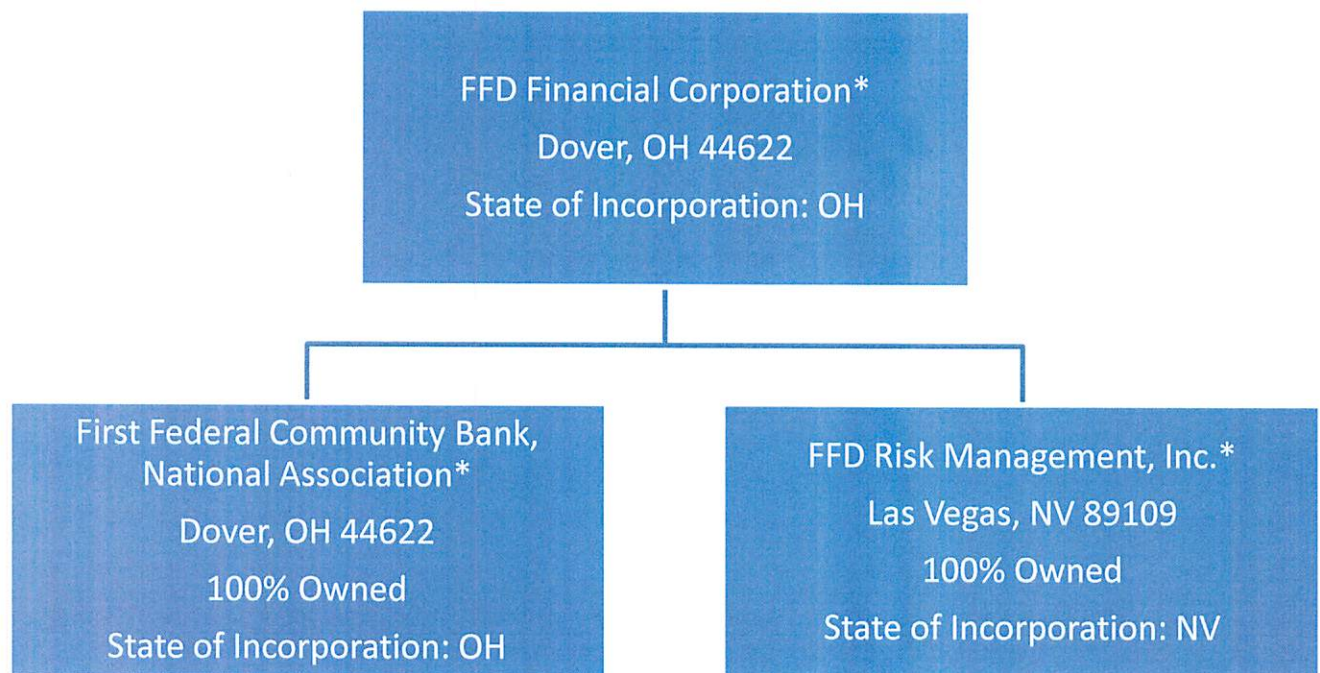 FFD Financial Corporation*
Dover, OH 44622
State of Incorporation: OH
First Federal Community Bank,
National Association*
Dover, OH 44622
100% Owned
State of Incorporation: OH
FFD Risk Management, Inc.*
Las Vegas, NV 89109
100% Owned
State of Incorporation: NV